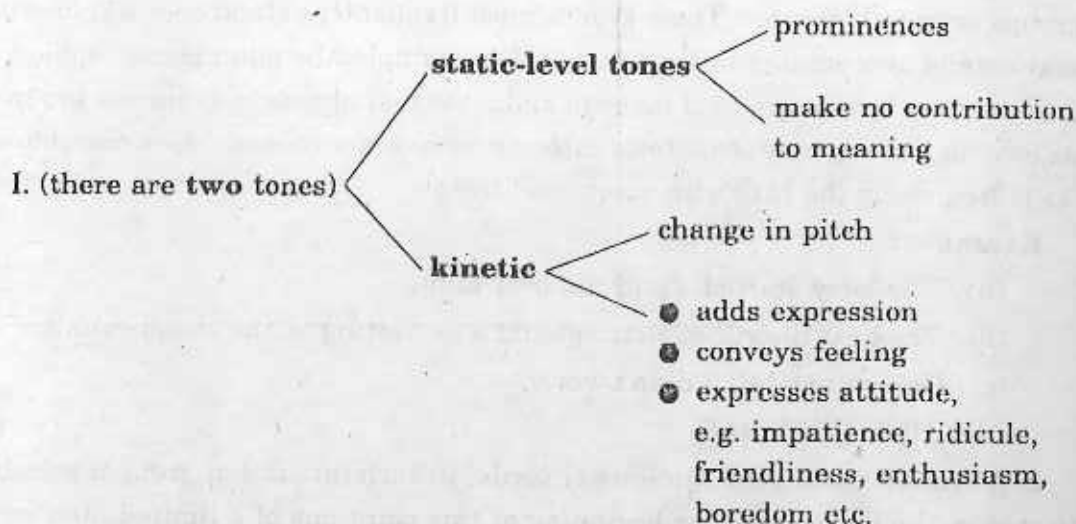 prominences
static-level tones
make no contribution
to meaning
I. (there are two tones)
change in pitch
kinetic
● adds expression
● conveys feeling
● expresses attitude,
e.g. impatience, ridicule,
friendliness, enthusiasm,
boredom etc.